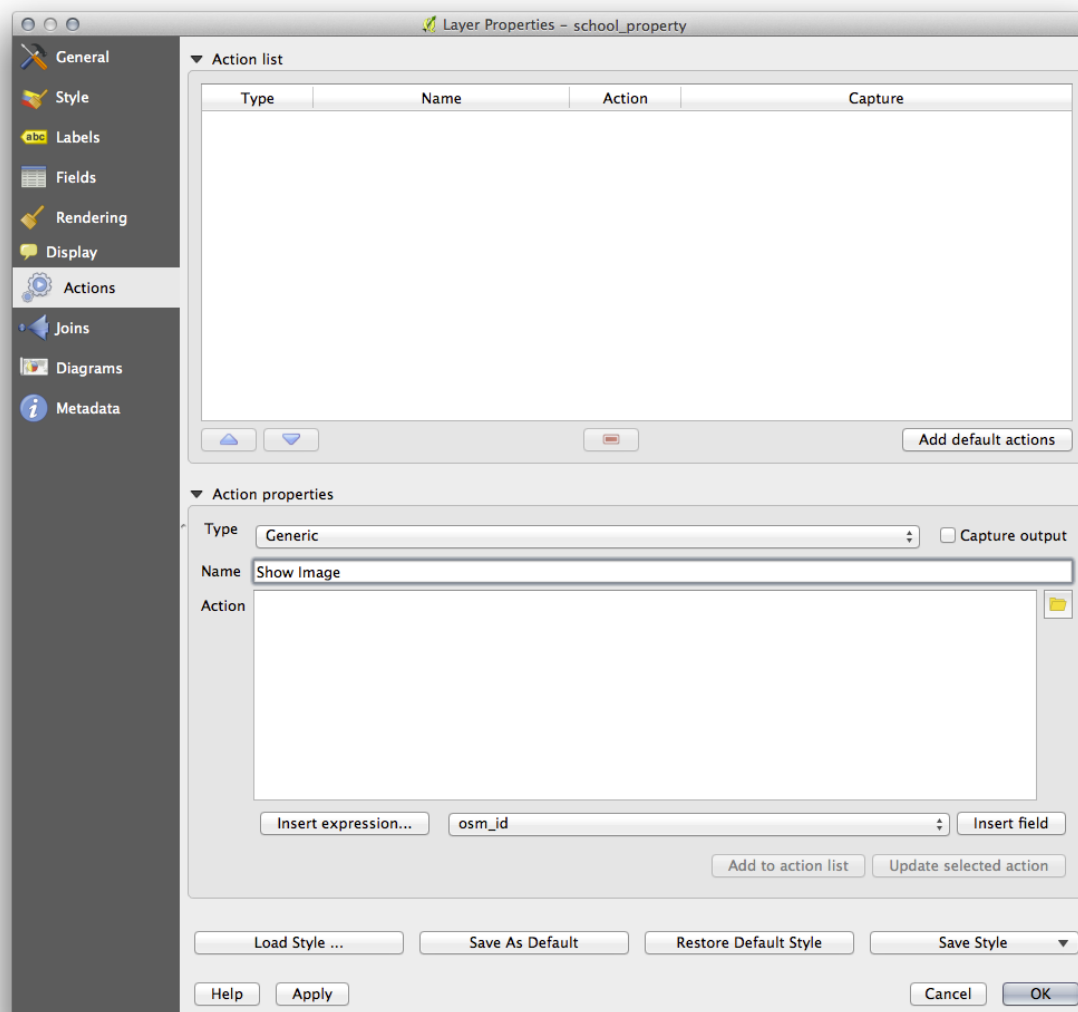 Layer Properties – school_property
General
Style
abc Labels
Fields
Rendering
Display
Actions
Joins
Diagrams
i Metadata
Action list
Type Name Action Capture
Add default actions
Action properties
Type Generic Capture output
Name Show Image
Action
Insert expression... osm_id Insert field
Add to action list Update selected action
Load Style ... Save As Default Restore Default Style Save Style
Help Apply Cancel OK